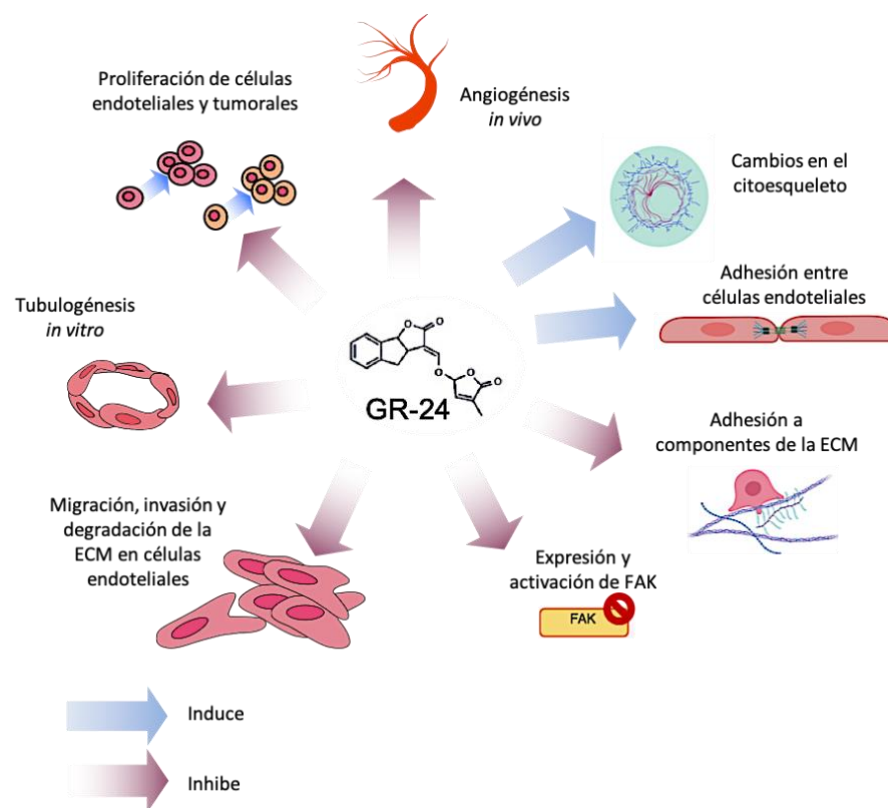 Proliferación de células
endoteliales y tumorales
Angiogénesis
in vivo
Cambios en el
citoesqueleto
Adhesión entre
células endoteliales
Tubulogénesis
in vitro
O
O
O
O
O
GR-24
Adhesión a
componentes de la ECM
Migración, invasión y
degradación de la
ECM en células
endoteliales
Expresión y
activación de FAK
FAK
Induce
Inhibe